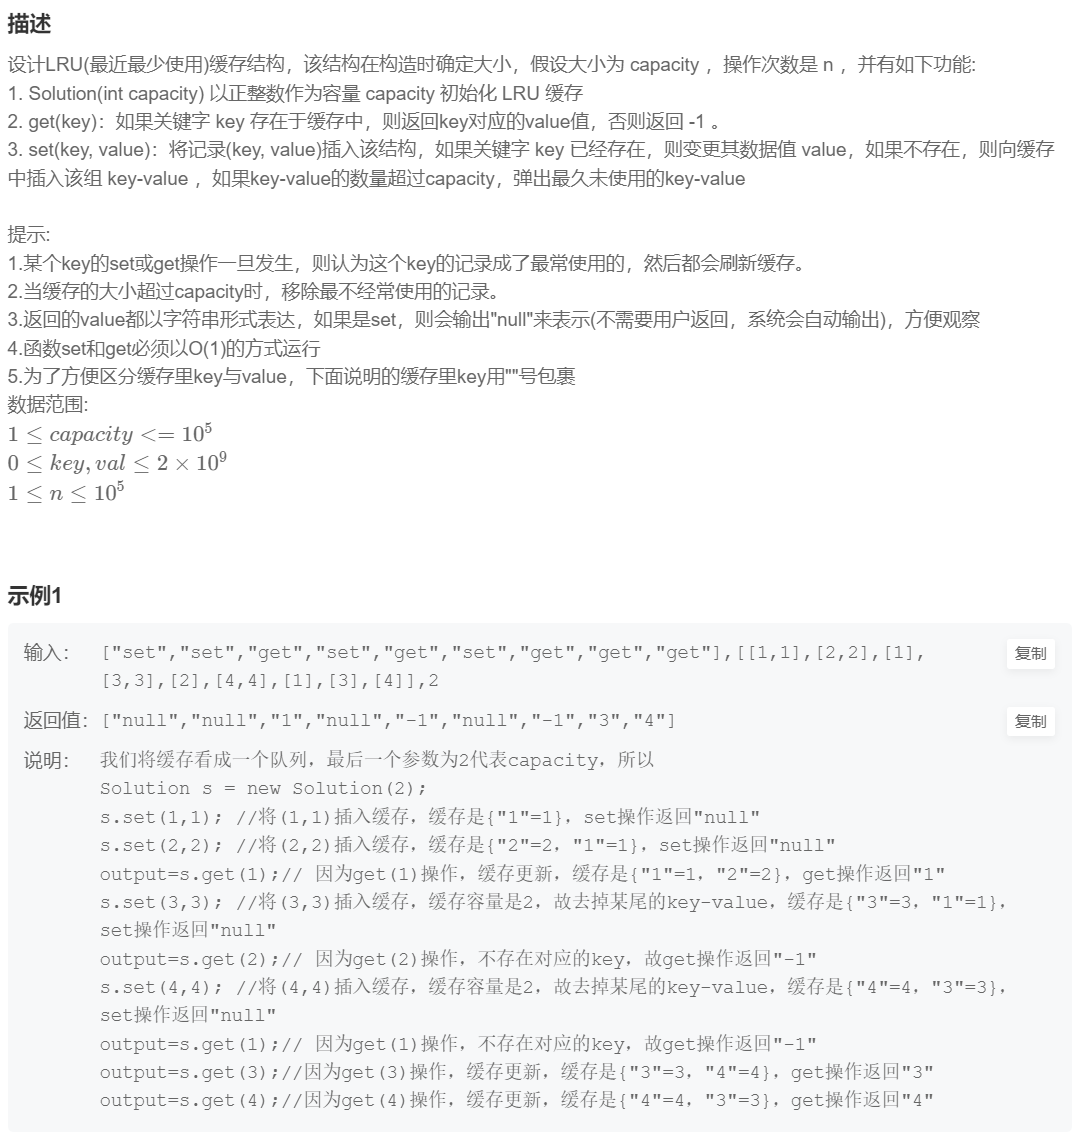 描述
设计LRU(最近最少使用)缓存结构，该结构在构造时确定大小，假设大小为 capacity ，操作次数是 n ，并有如下功能:
1. Solution(int capacity) 以正整数作为容量 capacity 初始化 LRU 缓存
2. get(key)：如果关键字 key 存在于缓存中，则返回key对应的value值，否则返回 -1 。
3. set(key, value)：将记录(key, value)插入该结构，如果关键字 key 已经存在，则变更其数据值 value，如果不存在，则向缓存
中插入该组 key-value ，如果key-value的数量超过capacity，弹出最久未使用的key-value
提示:
1.某个key的set或get操作一旦发生，则认为这个key的记录成了最常使用的，然后都会刷新缓存。
2.当缓存的大小超过capacity时，移除最不经常使用的记录。
3.返回的value都以字符串形式表达，如果是set，则会输出"null"来表示(不需要用户返回，系统会自动输出)，方便观察
4.函数set和get必须以O(1)的方式运行
5.为了方便区分缓存里key与value，下面说明的缓存里key用""号包裹
数据范围:
1 ≤ capacity <= 10⁵
0 ≤ key, val ≤ 2 × 10⁹
1 ≤ n ≤ 10⁵
示例1
输入： ["set","set","get","set","get","set","get","get","get"],[[1,1],[2,2],[1], 复制
[3,3],[2],[4,4],[1],[3],[4]],2
返回值： ["null","null","1","null","-1","null","-1","3","4"] 复制
说明： 我们将缓存看成一个队列，最后一个参数为2代表capacity，所以
Solution s = new Solution(2);
s.set(1,1); //将(1,1)插入缓存，缓存是{"1"=1}，set操作返回"null"
s.set(2,2); //将(2,2)插入缓存，缓存是{"2"=2，"1"=1}，set操作返回"null"
output=s.get(1);// 因为get(1)操作，缓存更新，缓存是{"1"=1，"2"=2}，get操作返回"1"
s.set(3,3); //将(3,3)插入缓存，缓存容量是2，故去掉某尾的key-value，缓存是{"3"=3，"1"=1}，
set操作返回"null"
output=s.get(2);// 因为get(2)操作，不存在对应的key，故get操作返回"-1"
s.set(4,4); //将(4,4)插入缓存，缓存容量是2，故去掉某尾的key-value，缓存是{"4"=4，"3"=3}，
set操作返回"null"
output=s.get(1);// 因为get(1)操作，不存在对应的key，故get操作返回"-1"
output=s.get(3);//因为get(3)操作，缓存更新，缓存是{"3"=3，"4"=4}，get操作返回"3"
output=s.get(4);//因为get(4)操作，缓存更新，缓存是{"4"=4，"3"=3}，get操作返回"4"